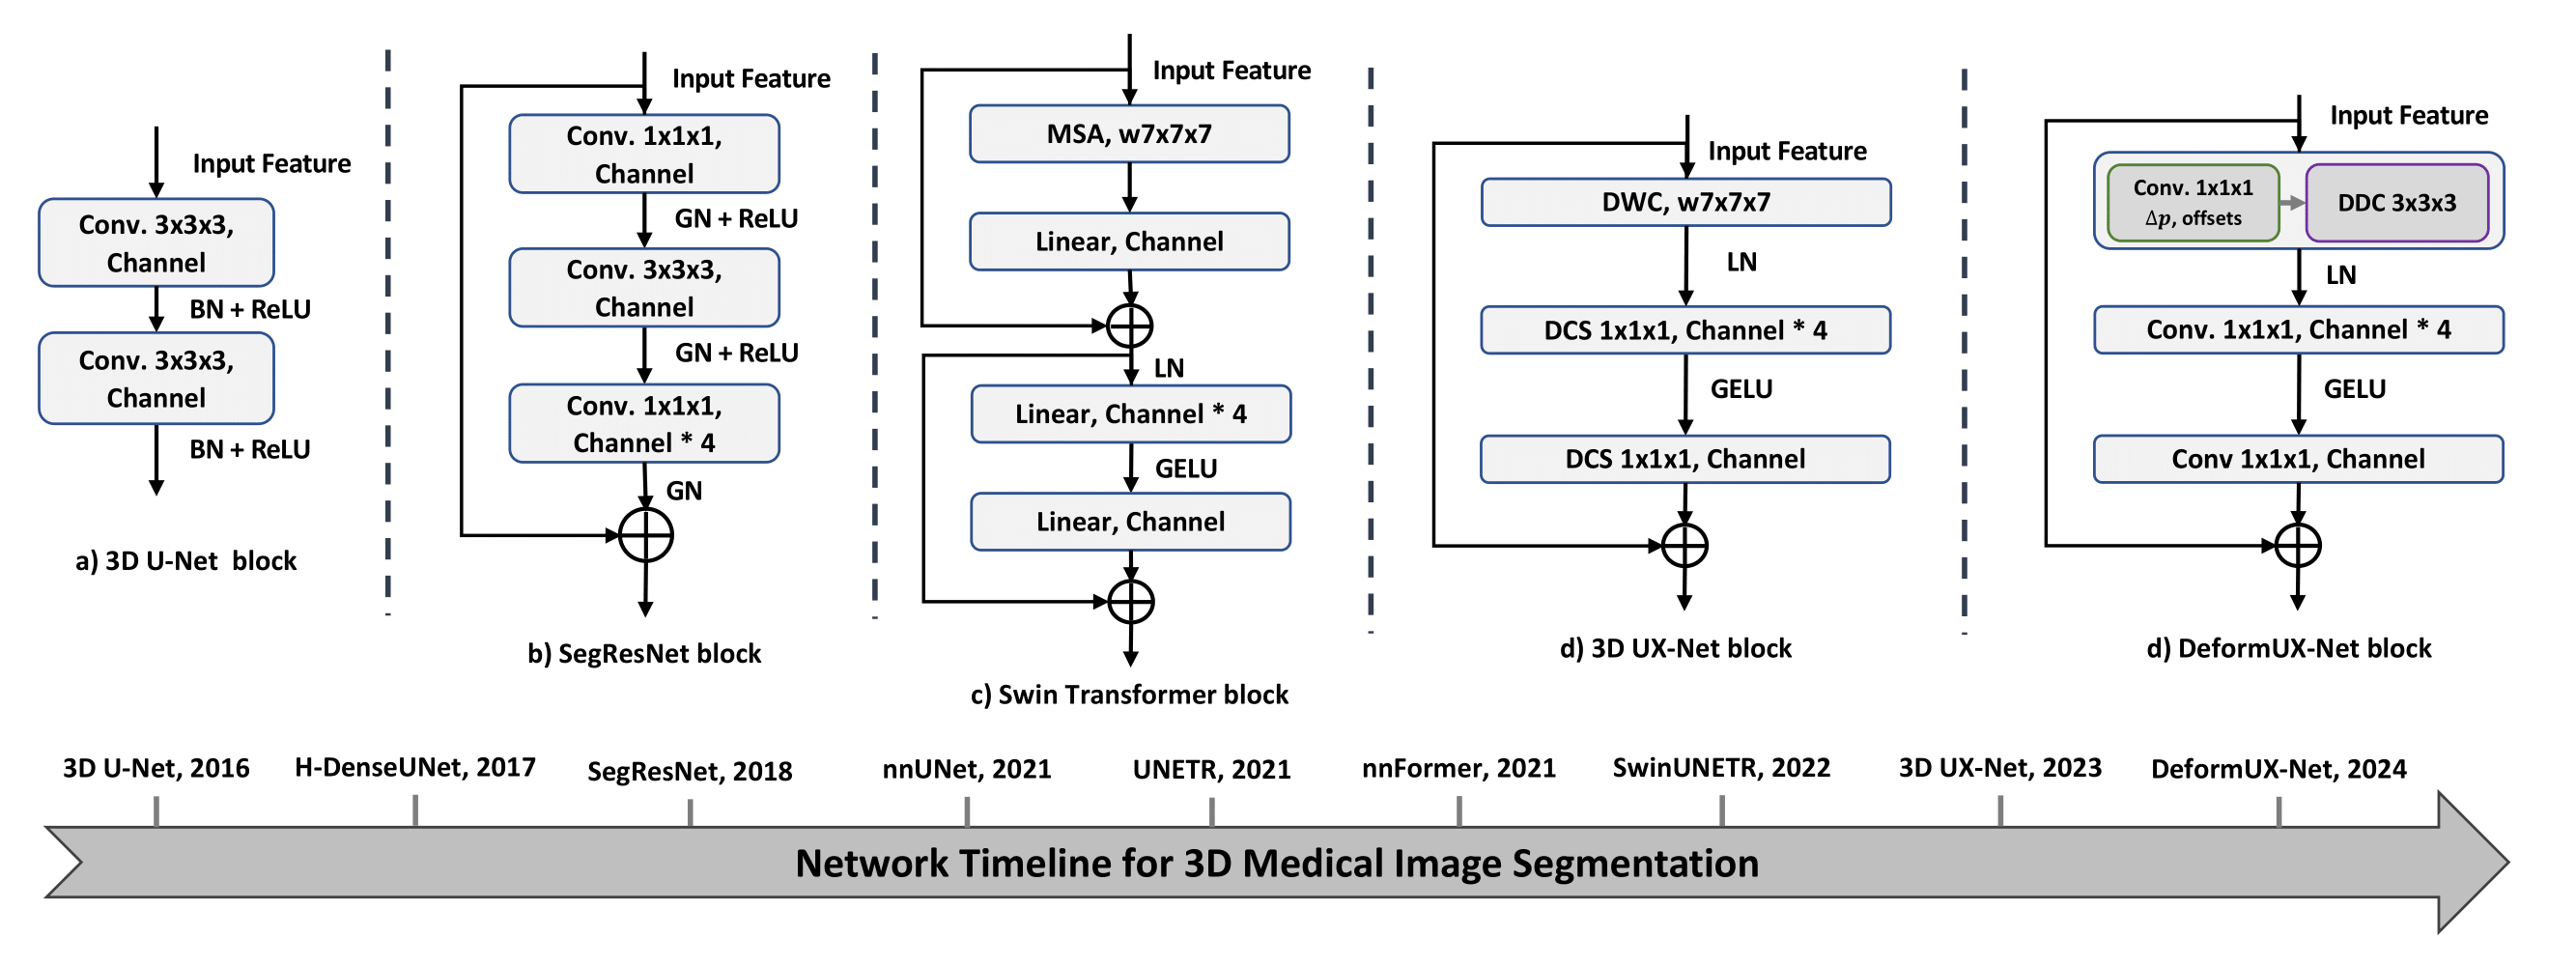 Input Feature
Conv. 3x3x3,
Channel
BN + ReLU
Conv. 3x3x3,
Channel
BN + ReLU
a) 3D U-Net block
Input Feature
Conv. 1x1x1,
Channel
GN + ReLU
Conv. 3x3x3,
Channel
GN + ReLU
Conv. 1x1x1,
Channel * 4
GN
b) SegResNet block
Input Feature
MSA, w7x7x7
Linear, Channel
LN
Linear, Channel * 4
GELU
Linear, Channel
c) Swin Transformer block
Input Feature
DWC, w7x7x7
LN
DCS 1x1x1, Channel * 4
GELU
DCS 1x1x1, Channel
d) 3D UX-Net block
Input Feature
Conv. 1x1x1
Δp, offsets
DDC 3x3x3
LN
Conv. 1x1x1, Channel * 4
GELU
Conv 1x1x1, Channel
d) DeformUX-Net block
3D U-Net, 2016
H-DenseUNet, 2017
SegResNet, 2018
nnUNet, 2021
UNETR, 2021
nnFormer, 2021
SwinUNETR, 2022
3D UX-Net, 2023
DeformUX-Net, 2024
Network Timeline for 3D Medical Image Segmentation